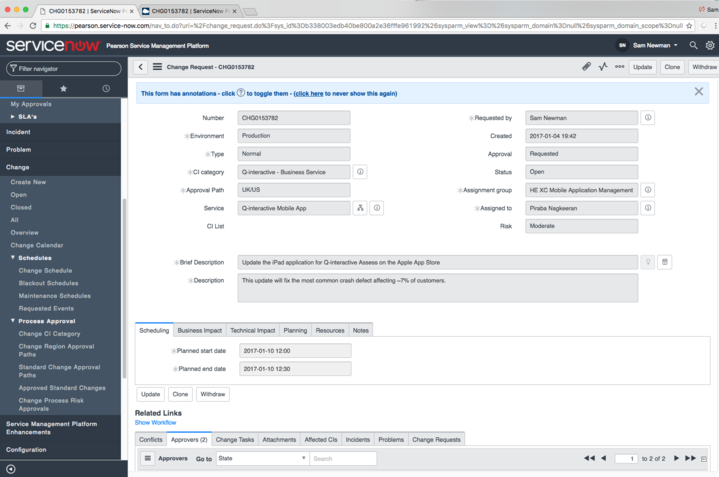 CHG0153782 | ServiceNow P
CHG0153782 | ServiceNow P
Sam
https://pearson.service-now.com/nav_to.do?uri=%2Fchange_request.do%3Fsys_id%3Db338003edb40be800a2e36fffe961992%26sysparm_view%3D%26sysparm_domain%3Dnull%26sysparm_domain_scope%3Dnull
servicenow Pearson Service Management Platform
SN Sam Newman
Filter navigator
Change Request - CHG0153782
Update Clone Withdraw
My Approvals
SLA's
Incident
Problem
Change
Create New
Open
Closed
All
Overview
Change Calendar
Schedules
Change Schedule
Blackout Schedules
Maintenance Schedules
Requested Events
Process Approval
Change CI Category
Change Region Approval
Paths
Standard Change Approval
Paths
Approved Standard Changes
Change Process Risk
Approvals
Service Management Platform
Enhancements
Configuration
This form has annotations - click ? to toggle them - (click here to never show this again)
Number CHG0153782
Requested by Sam Newman
Environment Production
Created 2017-01-04 19:42
Type Normal
Approval Requested
CI category Q-interactive - Business Service
Status Open
Approval Path UK/US
Assignment group HE XC Mobile Application Management
Service Q-interactive Mobile App
Assigned to Piraba Nagkeeran
CI List
Risk Moderate
Brief Description Update the iPad application for Q-interactive Assess on the Apple App Store
Description This update will fix the most common crash defect affecting ~7% of customers.
Scheduling Business Impact Technical Impact Planning Resources Notes
Planned start date 2017-01-10 12:00
Planned end date 2017-01-10 12:30
Update Clone Withdraw
Related Links
Show Workflow
Conflicts Approvers (2) Change Tasks Attachments Affected CIs Incidents Problems Change Requests
Approvers Go to State Search 1 to 2 of 2